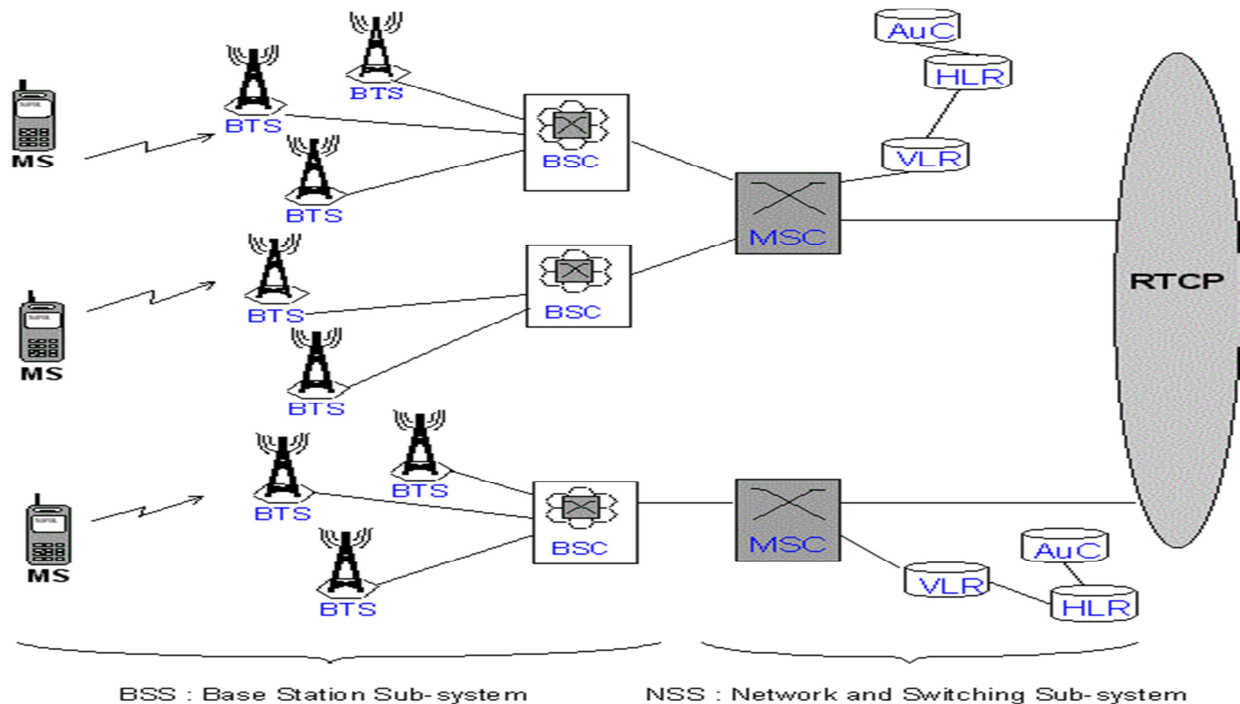 AuC
HLR
BTS
BTS
MS
BSC
VLR
BTS
MSC
BTS
BSC
RTCP
MS
BTS
BTS
BTS
BSC
MSC
AuC
MS
VLR
HLR
BTS
BSS : Base Station Sub-system
NSS : Network and Switching Sub-system